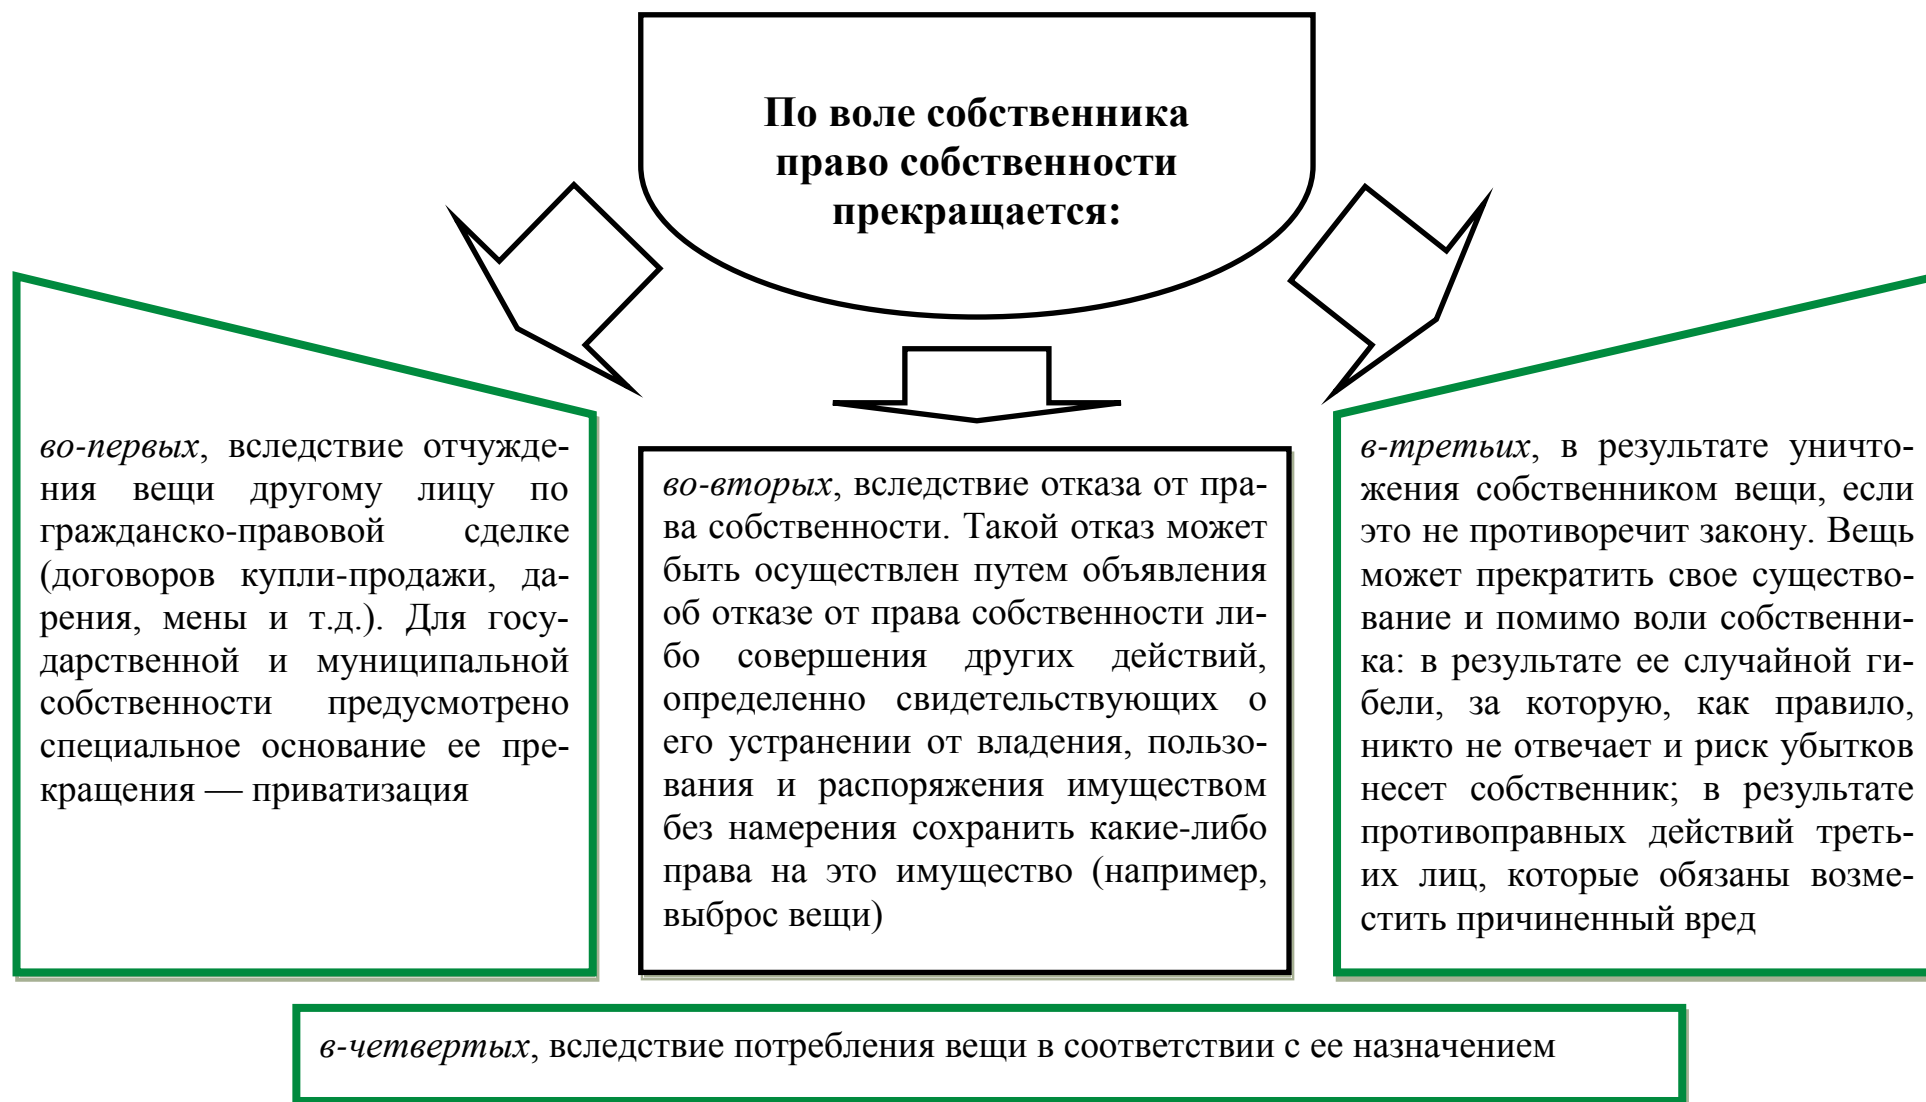 По воле собственника
право собственности
прекращается:
во-первых, вследствие отчужде-
ния вещи другому лицу по
гражданско-правовой сделке
(договоров купли-продажи, да-
рения, мены и т.д.). Для госу-
дарственной и муниципальной
собственности предусмотрено
специальное основание ее пре-
кращения — приватизация
во-вторых, вследствие отказа от пра-
ва собственности. Такой отказ может
быть осуществлен путем объявления
об отказе от права собственности ли-
бо совершения других действий,
определенно свидетельствующих о
его устранении от владения, пользо-
вания и распоряжения имуществом
без намерения сохранить какие-либо
права на это имущество (например,
выброс вещи)
в-третьих, в результате уничто-
жения собственником вещи, если
это не противоречит закону. Вещь
может прекратить свое существо-
вание и помимо воли собственни-
ка: в результате ее случайной ги-
бели, за которую, как правило,
никто не отвечает и риск убытков
несет собственник; в результате
противоправных действий треть-
их лиц, которые обязаны возме-
стить причиненный вред
в-четвертых, вследствие потребления вещи в соответствии с ее назначением